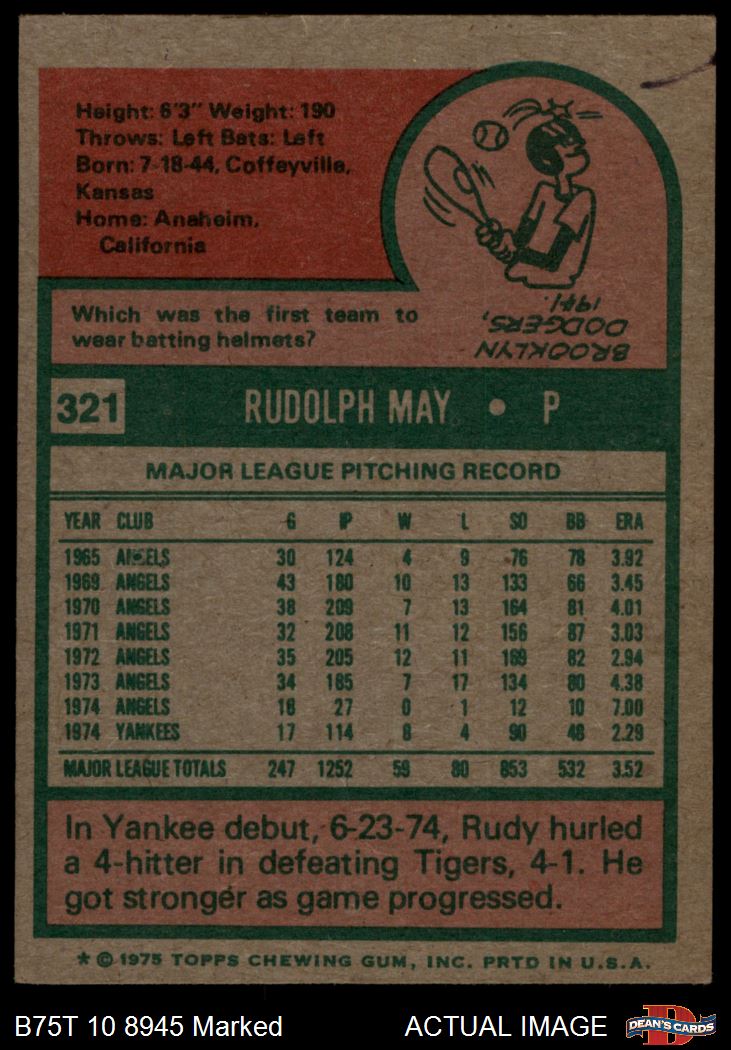 Height: 6'3" Weight: 190
Throws: Left Bats: Left
Born: 7-18-44, Coffeyville,
Kansas
Home: Anaheim,
California
Which was the first team to
wear batting helmets?
BROOKLYN
DODGERS,
1941.
321 RUDOLPH MAY • P
MAJOR LEAGUE PITCHING RECORD
YEAR CLUB G IP W L SO BB ERA
1965 ANGELS 30 124 4 9 76 78 3.92
1969 ANGELS 43 180 10 13 133 66 3.45
1970 ANGELS 38 209 7 13 164 81 4.01
1971 ANGELS 32 208 11 12 156 87 3.03
1972 ANGELS 35 205 12 11 169 82 2.94
1973 ANGELS 34 185 7 17 134 80 4.38
1974 ANGELS 18 27 0 1 12 10 7.00
1974 YANKEES 17 114 8 4 90 48 2.29
MAJOR LEAGUE TOTALS 247 1252 59 80 853 532 3.52
In Yankee debut, 6-23-74, Rudy hurled
a 4-hitter in defeating Tigers, 4-1. He
got stronger as game progressed.
* © 1975 TOPPS CHEWING GUM, INC. PRTD IN U.S.A.
B75T 10 8945 Marked ACTUAL IMAGE
DEAN'S CARDS